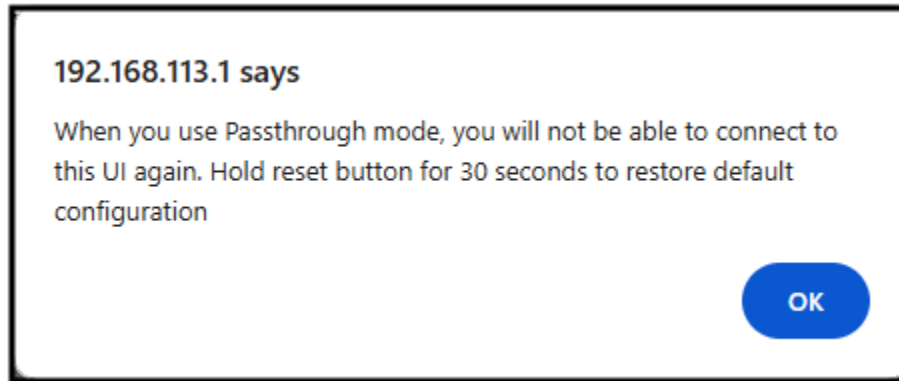 192.168.113.1 says
When you use Passthrough mode, you will not be able to connect to
this UI again. Hold reset button for 30 seconds to restore default
configuration
OK